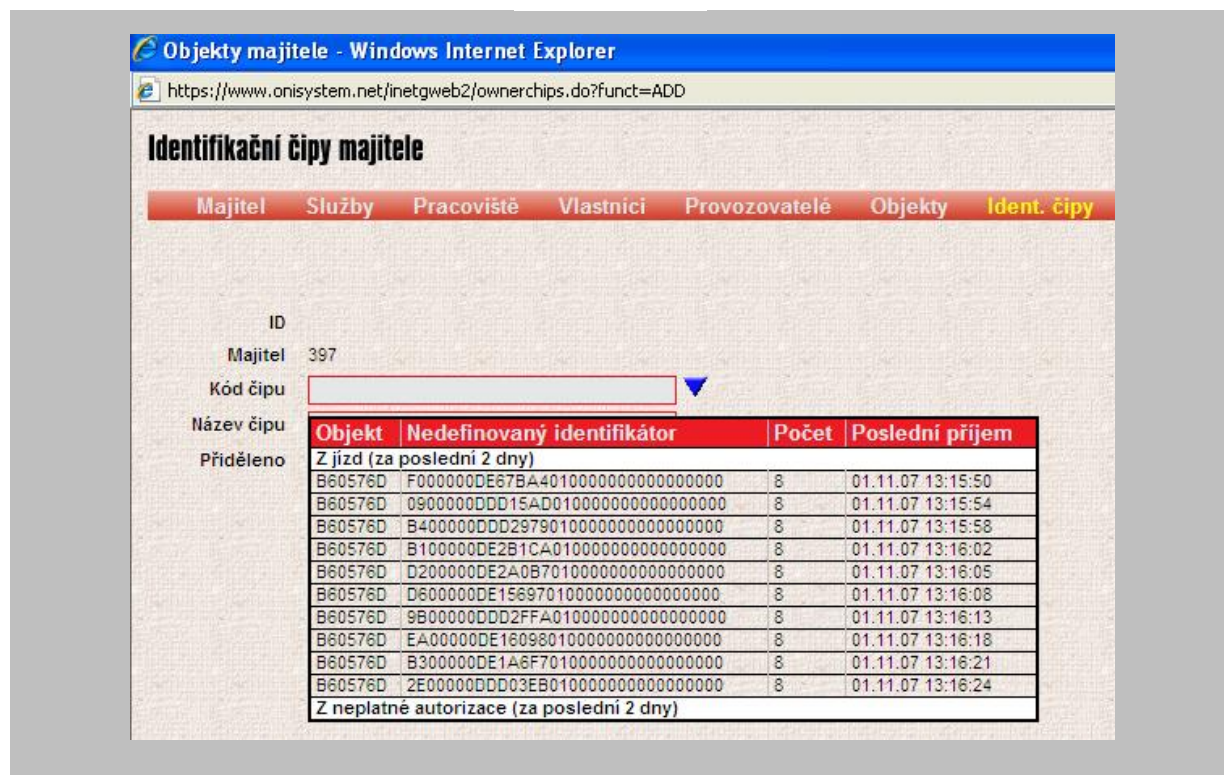 Objekty majitele - Windows Internet Explorer
https://www.onisystem.net/inetgweb2/ownerchips.do?funct=ADD
Identifikační čipy majitele
Majitel Služby Pracoviště Vlastníci Provozovatelé Objekty Ident. čipy
ID
Majitel 397
Kód čipu
Název čipu
Přiděleno
Objekt Nedefinovaný identifikátor Počet Poslední příjem
Z jízd (za poslední 2 dny)
B60576D F000000DE67BA4010000000000000000 8 01.11.07 13:15:50
B60576D 0900000DDD15AD010000000000000000 8 01.11.07 13:15:54
B60576D B400000DDD2979010000000000000000 8 01.11.07 13:15:58
B60576D B100000DE2B1CA010000000000000000 8 01.11.07 13:16:02
B60576D D200000DE2A0B7010000000000000000 8 01.11.07 13:16:05
B60576D D600000DE15697010000000000000000 8 01.11.07 13:16:08
B60576D 9B00000DDD2FFA010000000000000000 8 01.11.07 13:16:13
B60576D EA00000DE16098010000000000000000 8 01.11.07 13:16:18
B60576D B300000DE1A6F7010000000000000000 8 01.11.07 13:16:21
B60576D 2E00000DDD03EB010000000000000000 8 01.11.07 13:16:24
Z neplatné autorizace (za poslední 2 dny)